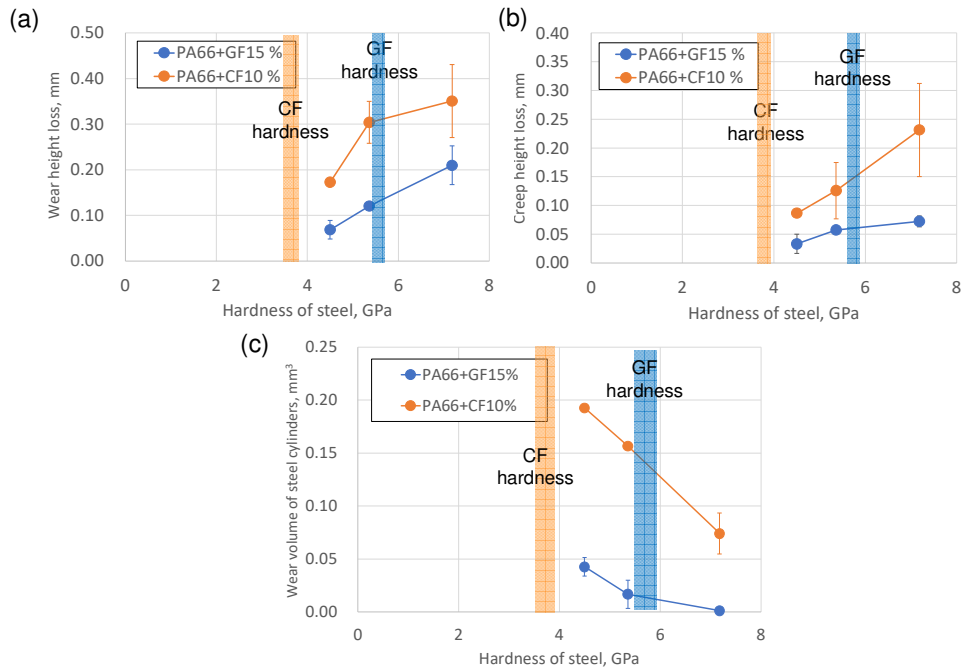 (a)
0.50
0.40
0.30
0.20
0.10
0.00
Wear height loss, mm
PA66+GF15 %
PA66+CF10 %
GF
hardness
CF
hardness
0 2 4 6 8
Hardness of steel, GPa
(b)
0.40
0.35
0.30
0.25
0.20
0.15
0.10
0.05
0.00
Creep height loss, mm
PA66+GF15 %
PA66+CF10 %
GF
hardness
CF
hardness
0 2 4 6 8
Hardness of steel, GPa
(c)
0.25
0.20
0.15
0.10
0.05
0.00
Wear volume of steel cylinders, mm³
PA66+GF15%
PA66+CF10%
GF
hardness
CF
hardness
0 2 4 6 8
Hardness of steel, GPa